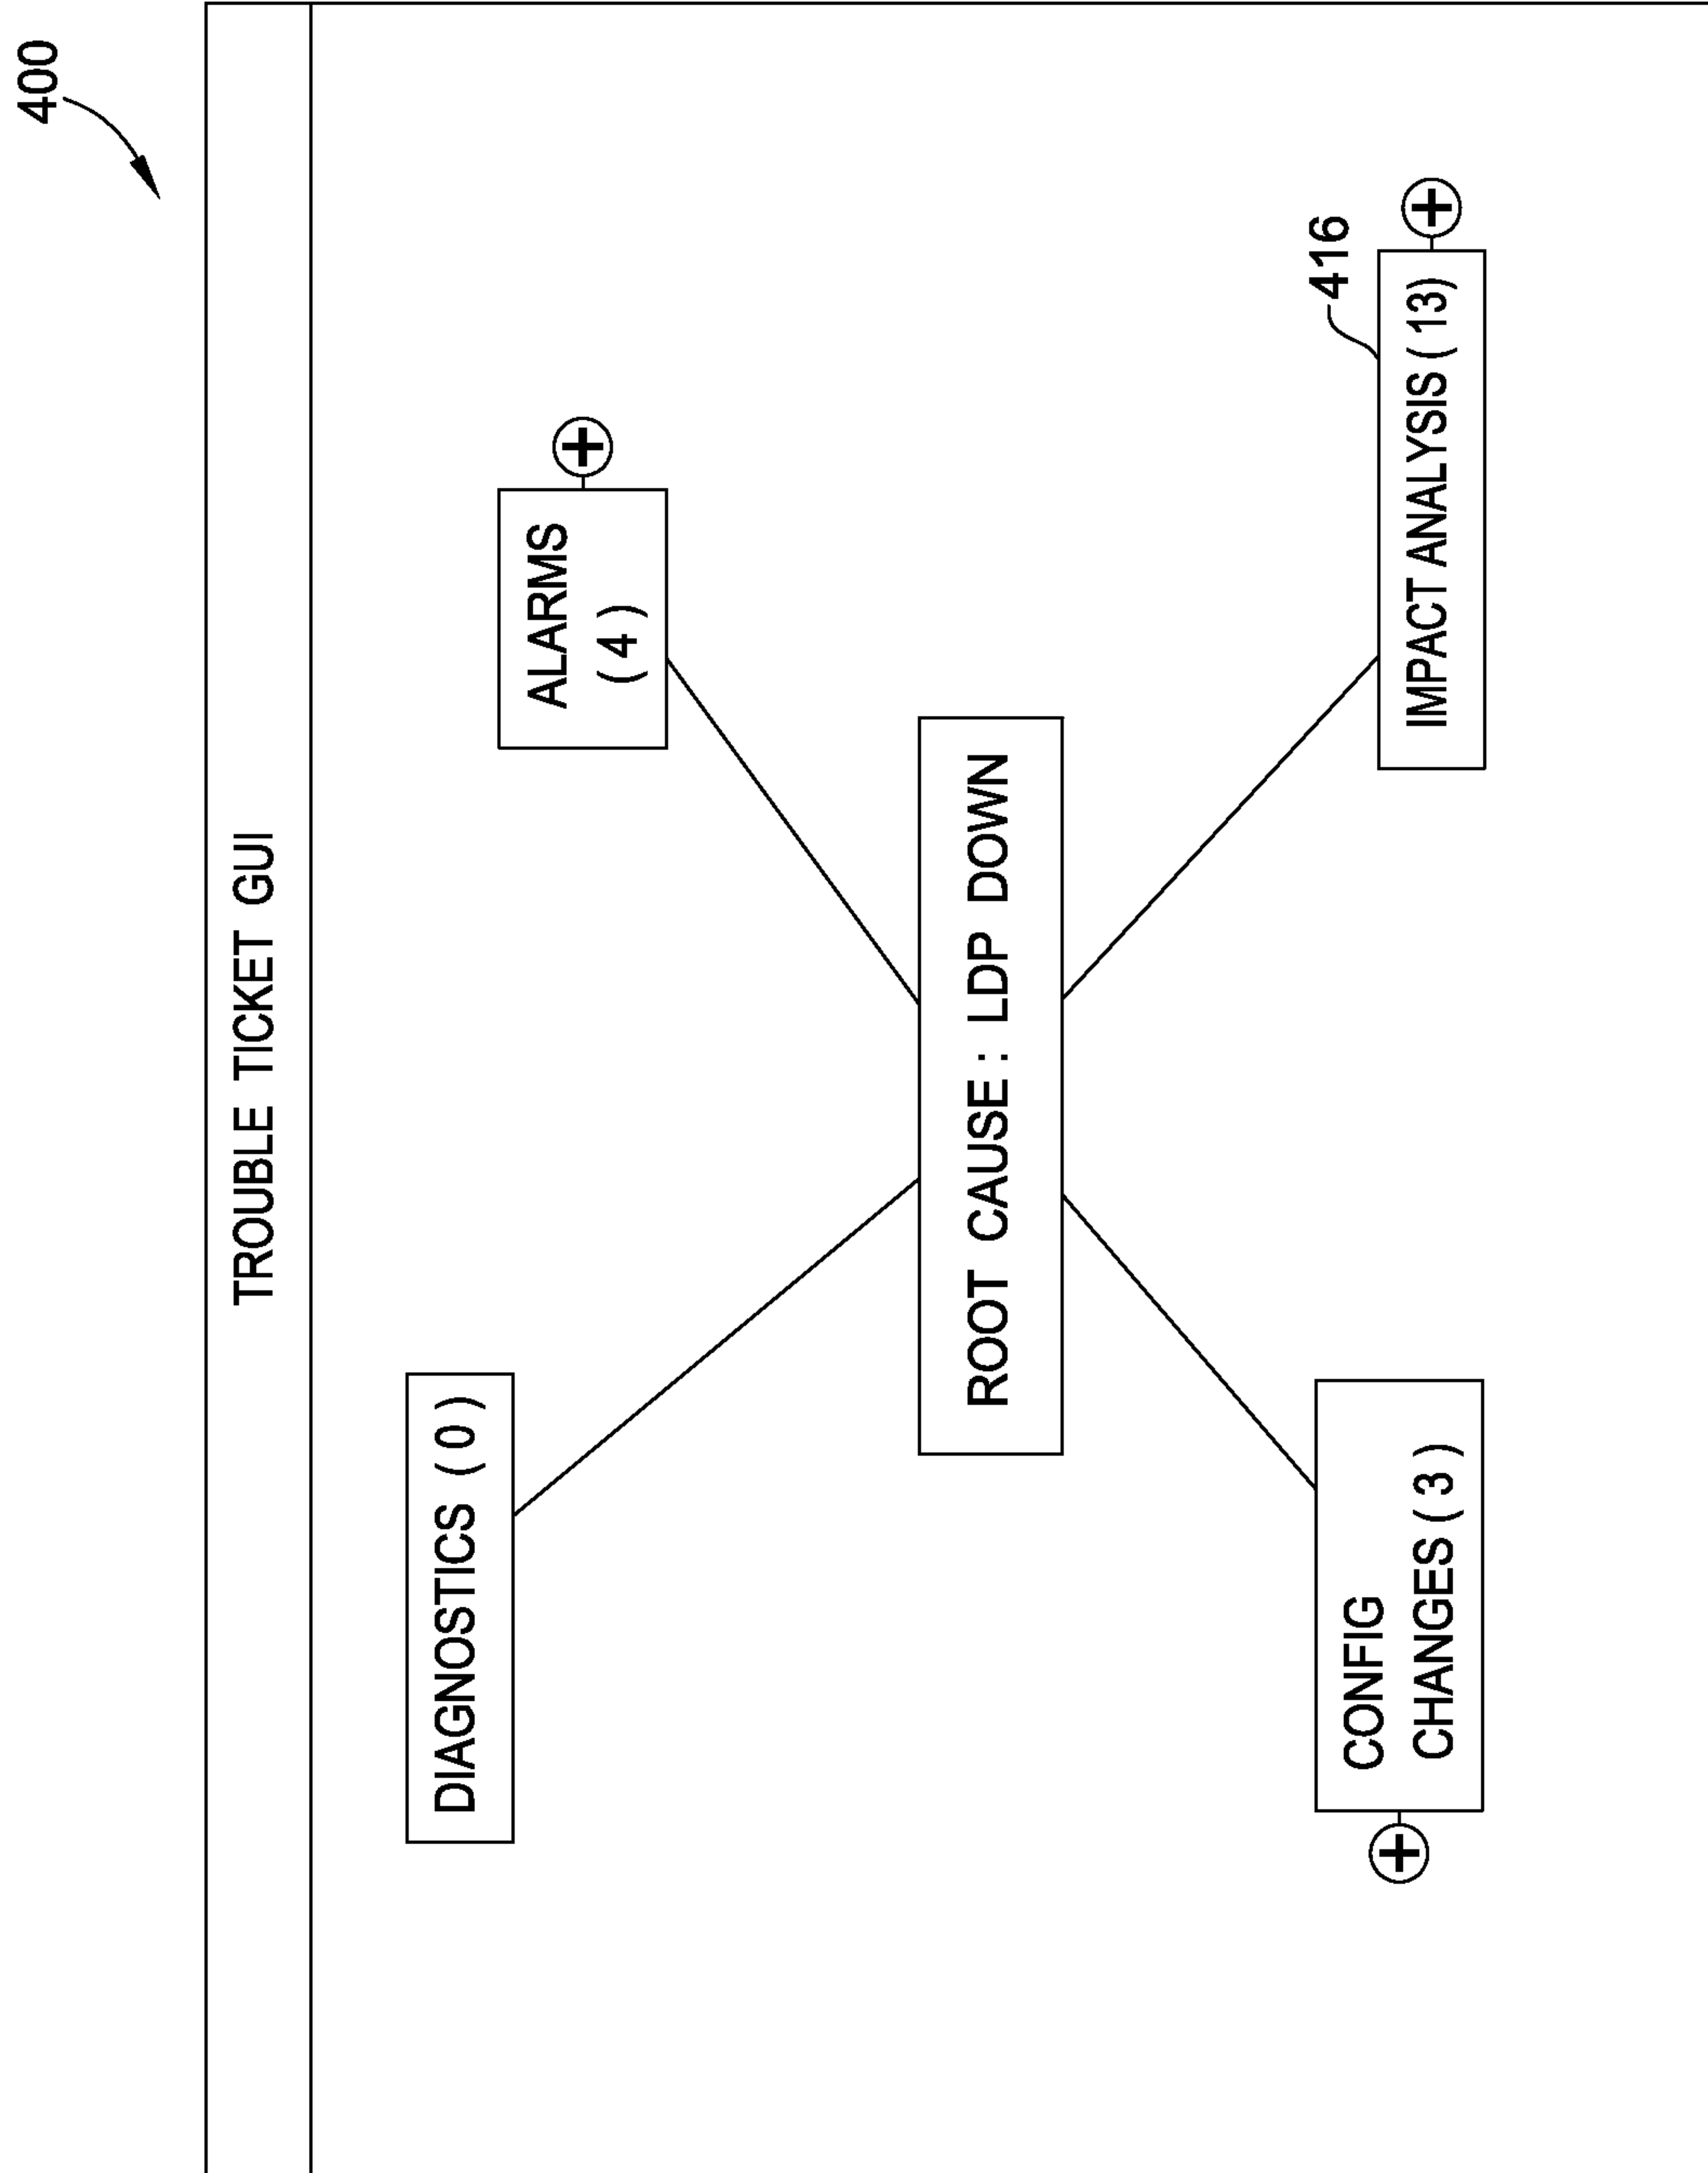 400
TROUBLE TICKET GUI
DIAGNOSTICS ( 0 )
ALARMS
( 4 )
ROOT CAUSE : LDP DOWN
416
CONFIG
CHANGES ( 3 )
IMPACT ANALYSIS ( 13)